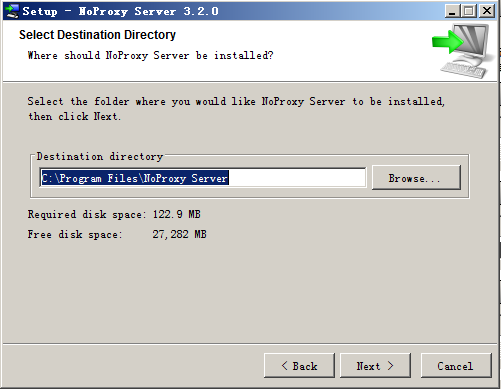 Setup - NoProxy Server 3.2.0
Select Destination Directory
Where should NoProxy Server be installed?
Select the folder where you would like NoProxy Server to be installed,
then click Next.
Destination directory
C:\Program Files\NoProxy Server
Browse...
Required disk space: 122.9 MB
Free disk space: 27,282 MB
< Back
Next >
Cancel